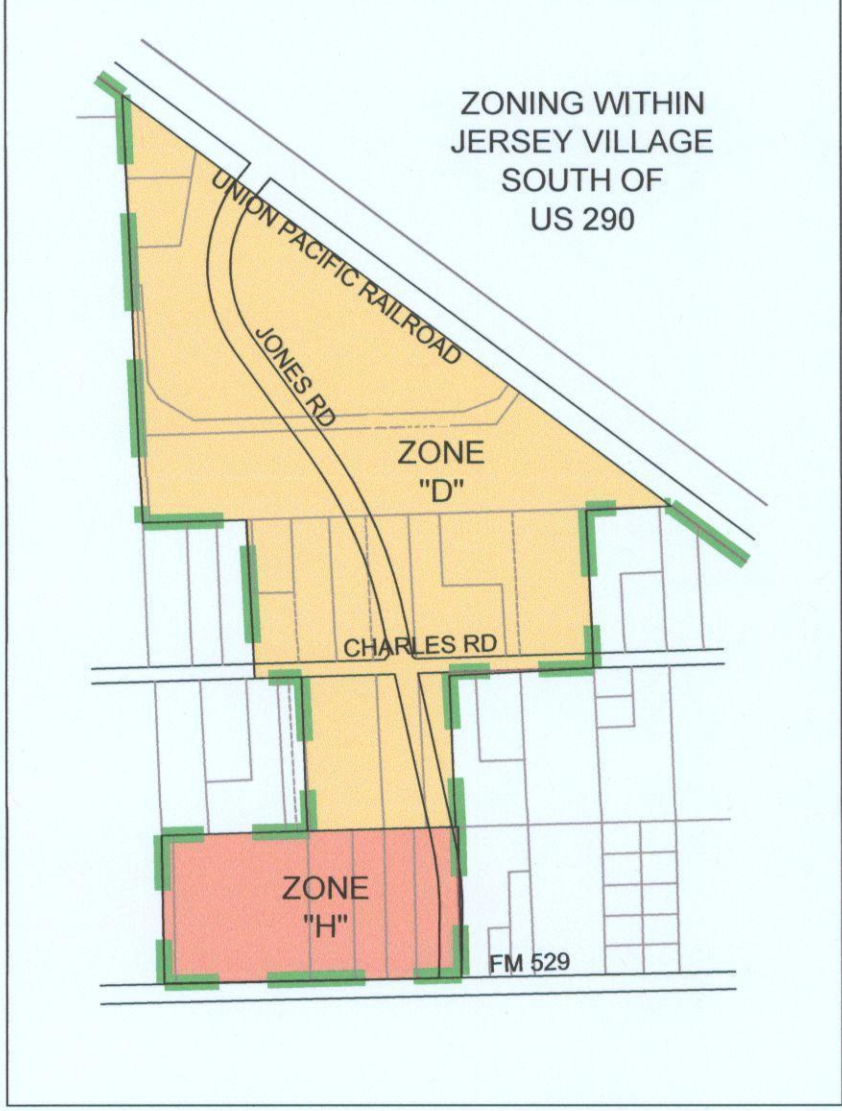 ZONING WITHIN
JERSEY VILLAGE
SOUTH OF
US 290
UNION PACIFIC RAILROAD
JONES RD
ZONE
"D"
CHARLES RD
ZONE
"H"
FM 529